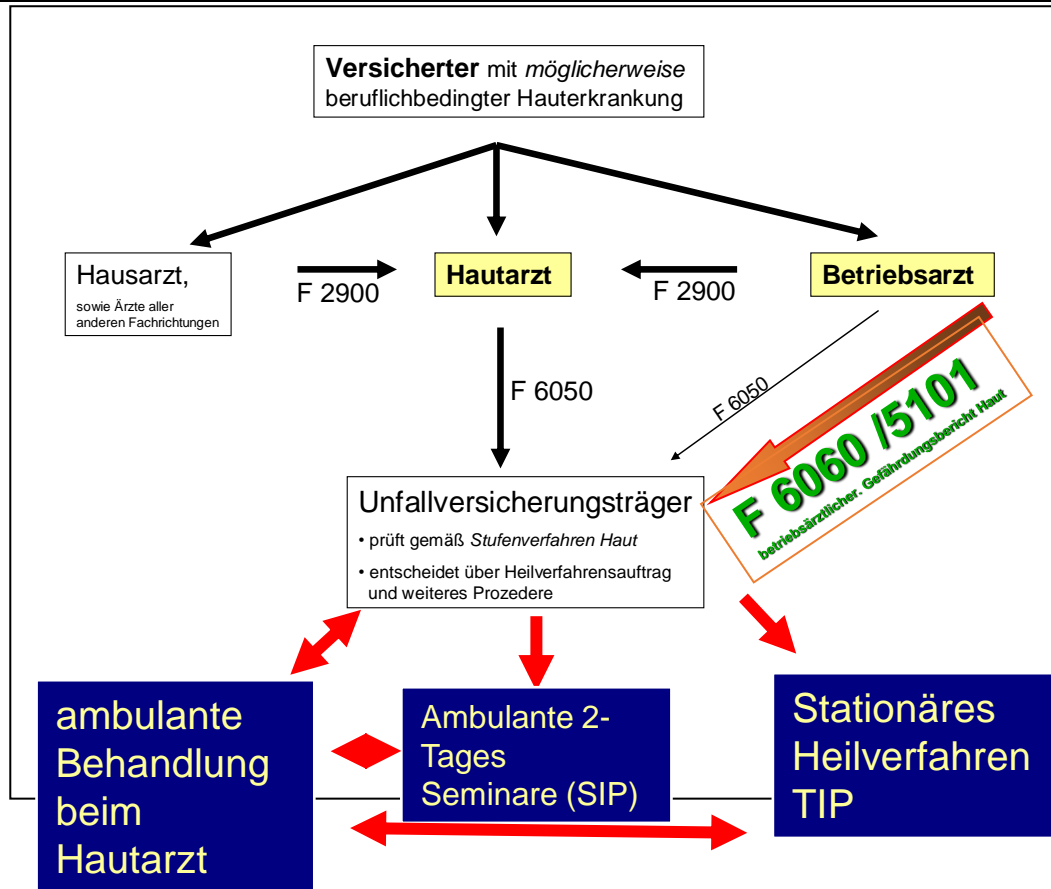 Versicherter mit möglicherweise
beruflichbedingter Hauterkrankung
Hausarzt,
sowie Ärzte aller
anderen Fachrichtungen
F 2900
Hautarzt
F 2900
Betriebsarzt
F 6050
F 6050
F 6060 /5101
betriebsärztlicher. Gefährdungsbericht Haut
Unfallversicherungsträger
• prüft gemäß Stufenverfahren Haut
• entscheidet über Heilverfahrensauftrag
und weiteres Prozedere
ambulante
Behandlung
beim
Hautarzt
Ambulante 2-
Tages
Seminare (SIP)
Stationäres
Heilverfahren
TIP